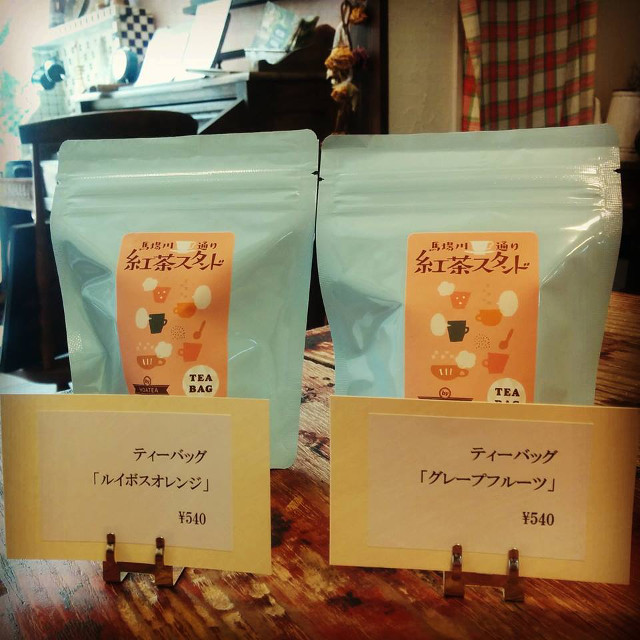 馬場川通り
紅茶スタンド
TEA
BAG
ティーバッグ
「ルイボスオレンジ」
¥540
馬場川通り
紅茶スタンド
by
TEA
BAG
ティーバッグ
「グレープフルーツ」
¥540